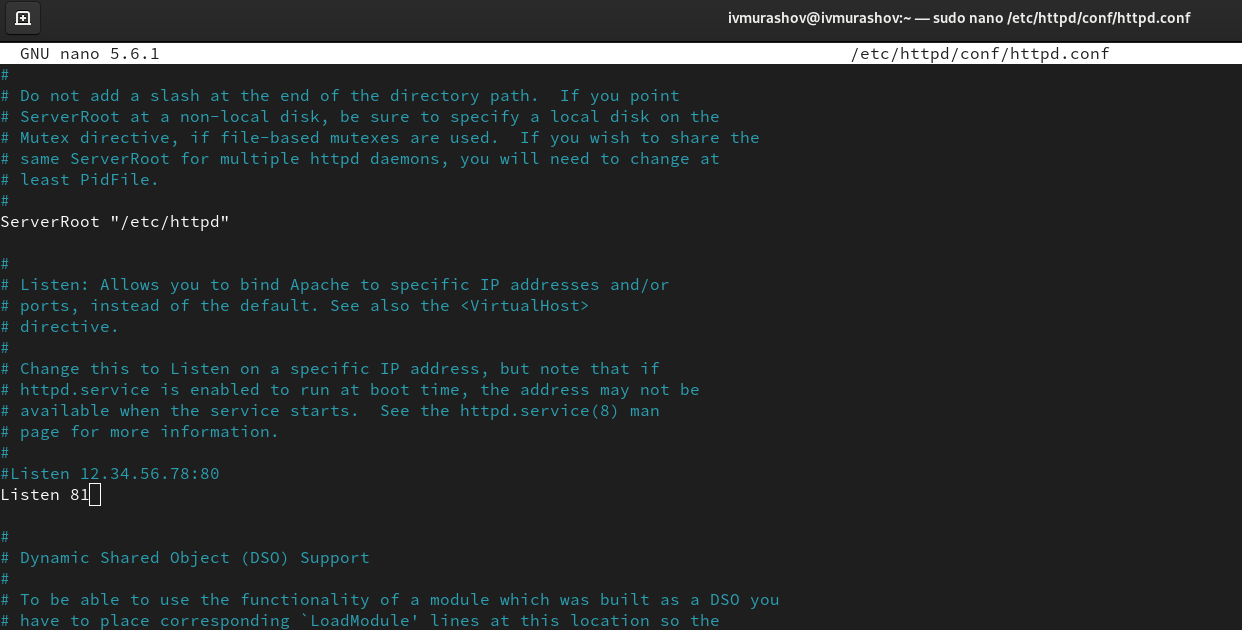 ivmurashov@ivmurashov:~ — sudo nano /etc/httpd/conf/httpd.conf
GNU nano 5.6.1 /etc/httpd/conf/httpd.conf
#
# Do not add a slash at the end of the directory path.  If you point
# ServerRoot at a non-local disk, be sure to specify a local disk on the
# Mutex directive, if file-based mutexes are used.  If you wish to share the
# same ServerRoot for multiple httpd daemons, you will need to change at
# least PidFile.
#
ServerRoot "/etc/httpd"
#
# Listen: Allows you to bind Apache to specific IP addresses and/or
# ports, instead of the default. See also the <VirtualHost>
# directive.
#
# Change this to Listen on a specific IP address, but note that if
# httpd.service is enabled to run at boot time, the address may not be
# available when the service starts.  See the httpd.service(8) man
# page for more information.
#
#Listen 12.34.56.78:80
Listen 81
#
# Dynamic Shared Object (DSO) Support
#
# To be able to use the functionality of a module which was built as a DSO you
# have to place corresponding `LoadModule' lines at this location so the